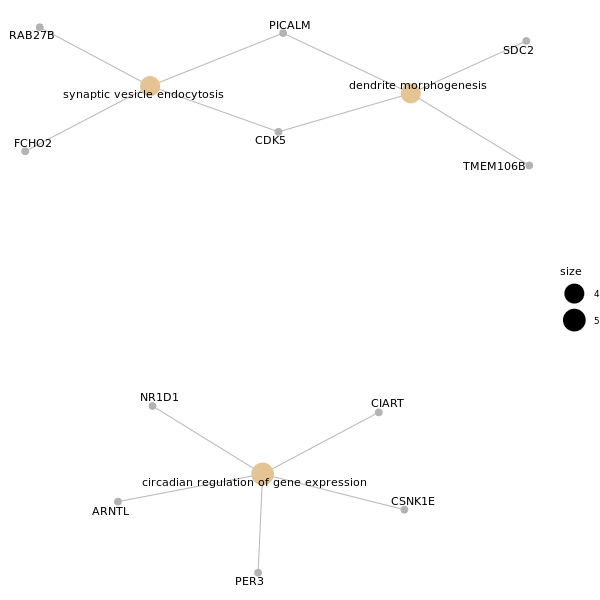 PICALM
RAB27B
SDC2
dendrite morphogenesis
synaptic vesicle endocytosis
FCHO2
CDK5
TMEM106B
size
4
5
NR1D1
CIART
circadian regulation of gene expression
CSNK1E
ARNTL
PER3